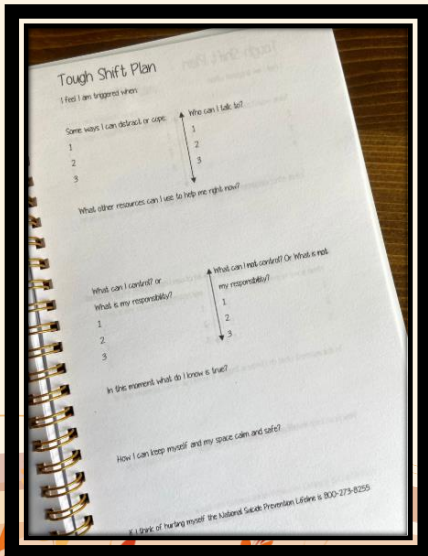 Tough Shift Plan
I feel I am triggered when
Some ways I can distract or cope
1
2
3
Who can I talk to?
1
2
3
What other resources can I use to help me right now?
What can I control? or
What is my responsibility?
1
2
3
What can I not control? Or What is not
my responsibility?
1
2
3
In this moment what do I know is true?
How I can keep myself and my space calm and safe?
If I think of hurting myself the National Suicide Prevention Lifeline is 800-273-8255